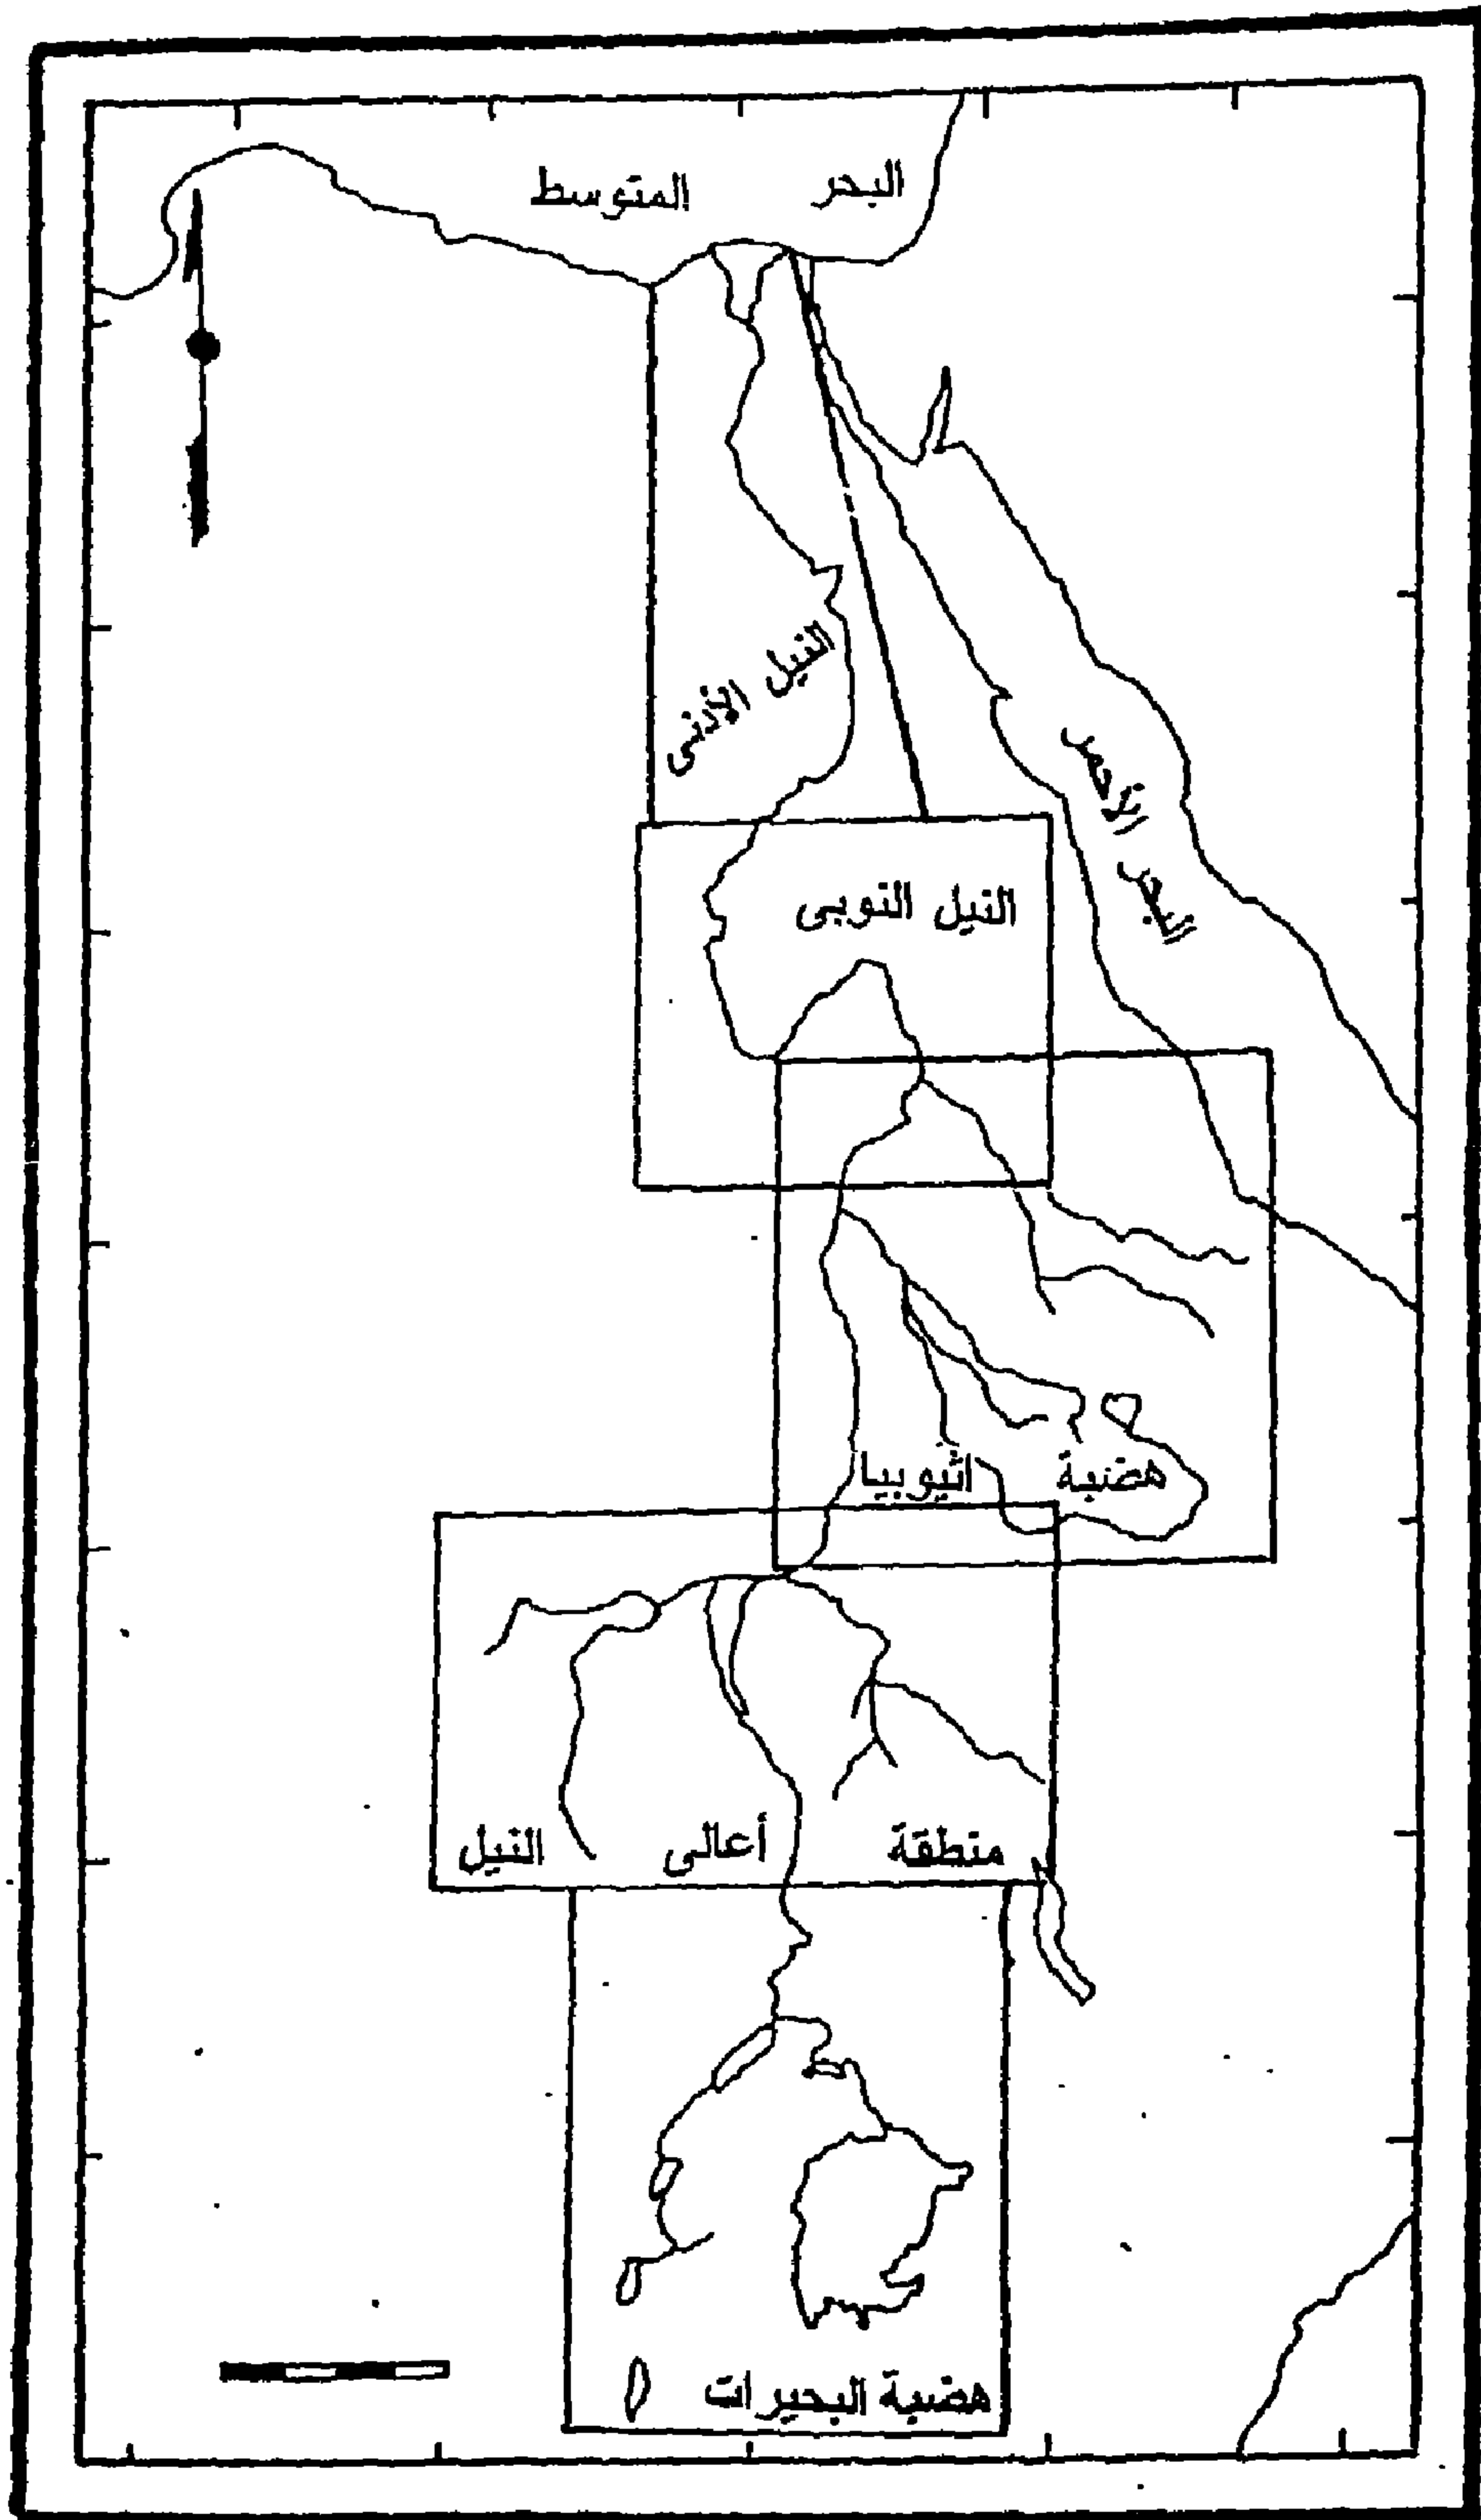 البحر المتوسط
النيل الأدنى
البحر الأحمر
النيل النوبى
هضبة اثيوبيا
منطقة أعالى النيل
هضبة البحيرات